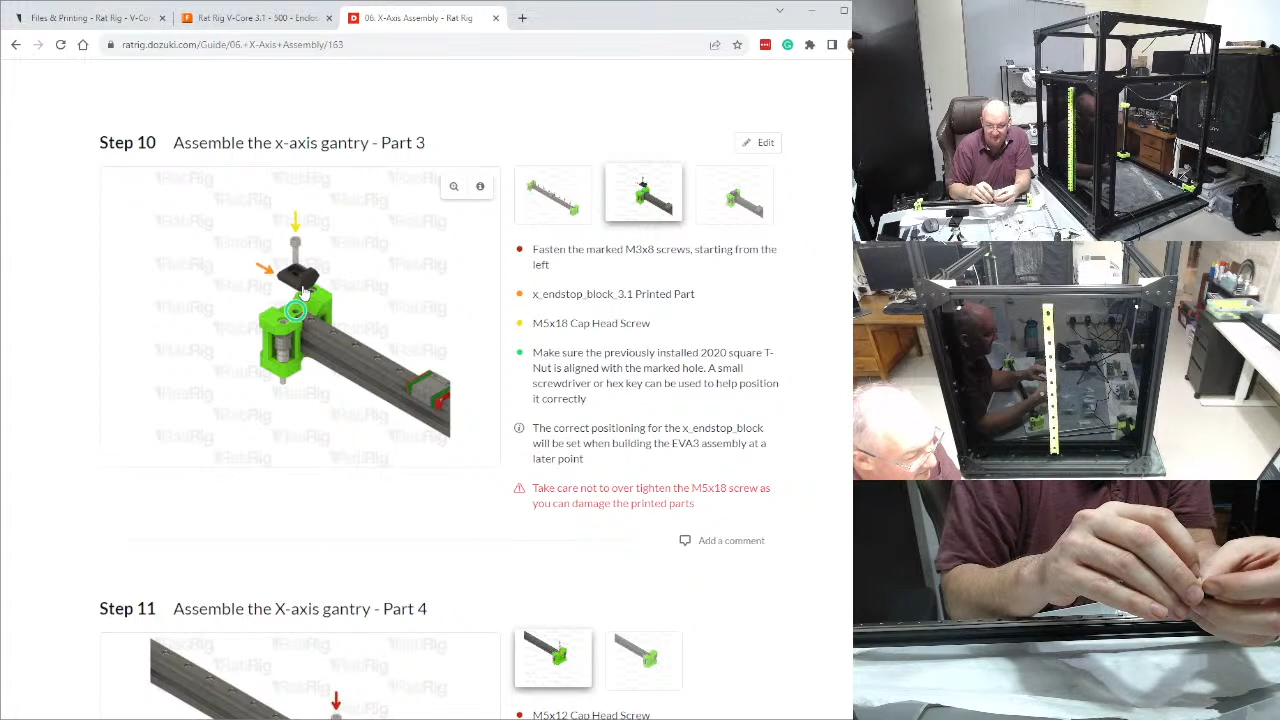 Files & Printing - Rat Rig V-Co
Rat Rig V-Core 3.1 - 500 - Enclos
06. X-Axis Assembly - Rat Rig
ratrig.dozuki.com/Guide/06.+X-Axis+Assembly/163
Step 10 Assemble the x-axis gantry - Part 3
Edit
Fasten the marked M3x8 screws, starting from the
left
x_endstop_block_3.1 Printed Part
M5x18 Cap Head Screw
Make sure the previously installed 2020 square T-
Nut is aligned with the marked hole. A small
screwdriver or hex key can be used to help position
it correctly
The correct positioning for the x_endstop_block
will be set when building the EVA3 assembly at a
later point
Take care not to over tighten the M5x18 screw as
you can damage the printed parts
Add a comment
Step 11 Assemble the X-axis gantry - Part 4
M5x12 Cap Head Screw